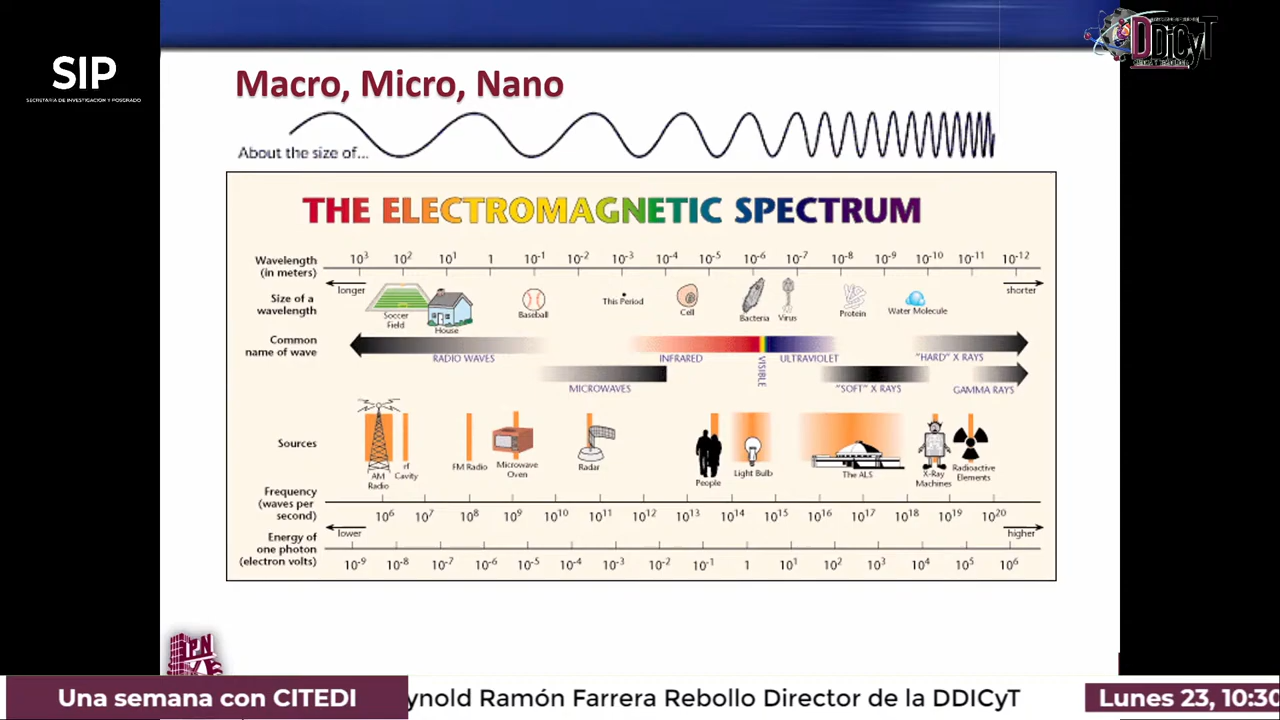 SIP
SECRETARÍA DE INVESTIGACIÓN Y POSGRADO
DDiCyT
Macro, Micro, Nano
About the size of...
THE ELECTROMAGNETIC SPECTRUM
Wavelength
(in meters)
10³ 10² 10¹ 1 10⁻¹ 10⁻² 10⁻³ 10⁻⁴ 10⁻⁵ 10⁻⁶ 10⁻⁷ 10⁻⁸ 10⁻⁹ 10⁻¹⁰ 10⁻¹¹ 10⁻¹²
longer
shorter
Size of a
wavelength
Soccer
Field
House
Baseball
This Period
Cell
Bacteria
Virus
Protein
Water Molecule
Common
name of wave
RADIO WAVES
INFRARED
VISIBLE
ULTRAVIOLET
"HARD" X RAYS
MICROWAVES
"SOFT" X RAYS
GAMMA RAYS
Sources
AM
Radio
rf
Cavity
FM Radio
Microwave
Oven
Radar
People
Light Bulb
The ALS
X-Ray
Machines
Radioactive
Elements
Frequency
(waves per
second)
10⁶ 10⁷ 10⁸ 10⁹ 10¹⁰ 10¹¹ 10¹² 10¹³ 10¹⁴ 10¹⁵ 10¹⁶ 10¹⁷ 10¹⁸ 10¹⁹ 10²⁰
lower
higher
Energy of
one photon
(electron volts)
10⁻⁹ 10⁻⁸ 10⁻⁷ 10⁻⁶ 10⁻⁵ 10⁻⁴ 10⁻³ 10⁻² 10⁻¹ 1 10¹ 10² 10³ 10⁴ 10⁵ 10⁶
IPN
Una semana con CITEDI
ynold Ramón Farrera Rebollo Director de la DDICyT
Lunes 23, 10:30